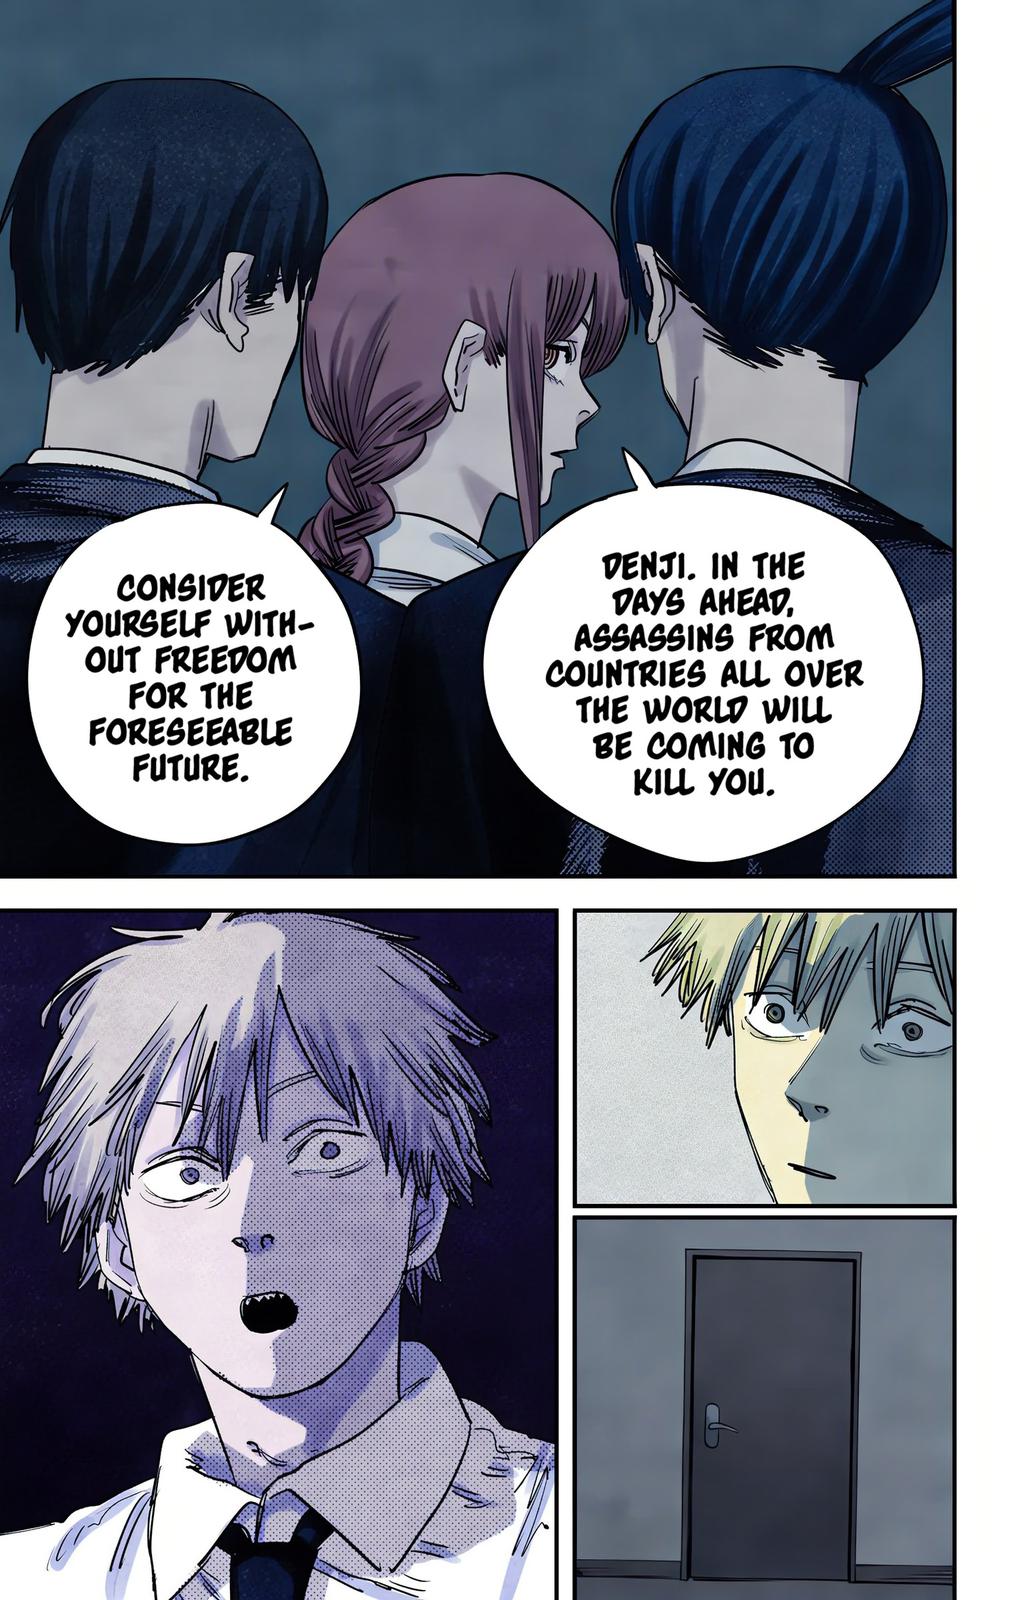 DENJI. IN THE
DAYS AHEAD,
ASSASSINS FROM
COUNTRIES ALL OVER
THE WORLD WILL
BE COMING TO
KILL YOU.
CONSIDER
YOURSELF WITH-
OUT FREEDOM
FOR THE
FORESEEABLE
FUTURE.